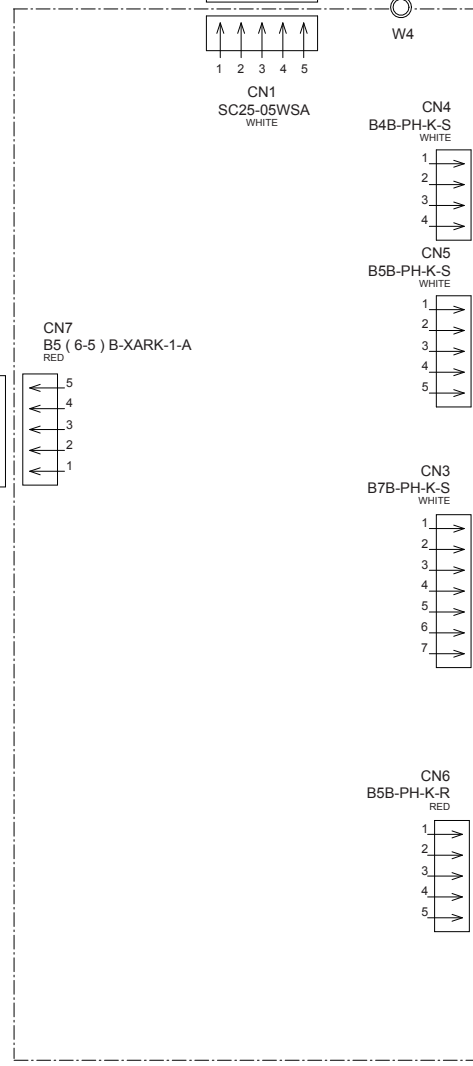 W4
1 2 3 4 5
CN1
SC25-05WSA
WHITE
CN4
B4B-PH-K-S
WHITE
1
2
3
4
CN5
B5B-PH-K-S
WHITE
1
2
3
4
5
CN7
B5 ( 6-5 ) B-XARK-1-A
RED
5
4
3
2
1
CN3
B7B-PH-K-S
WHITE
1
2
3
4
5
6
7
CN6
B5B-PH-K-R
RED
1
2
3
4
5